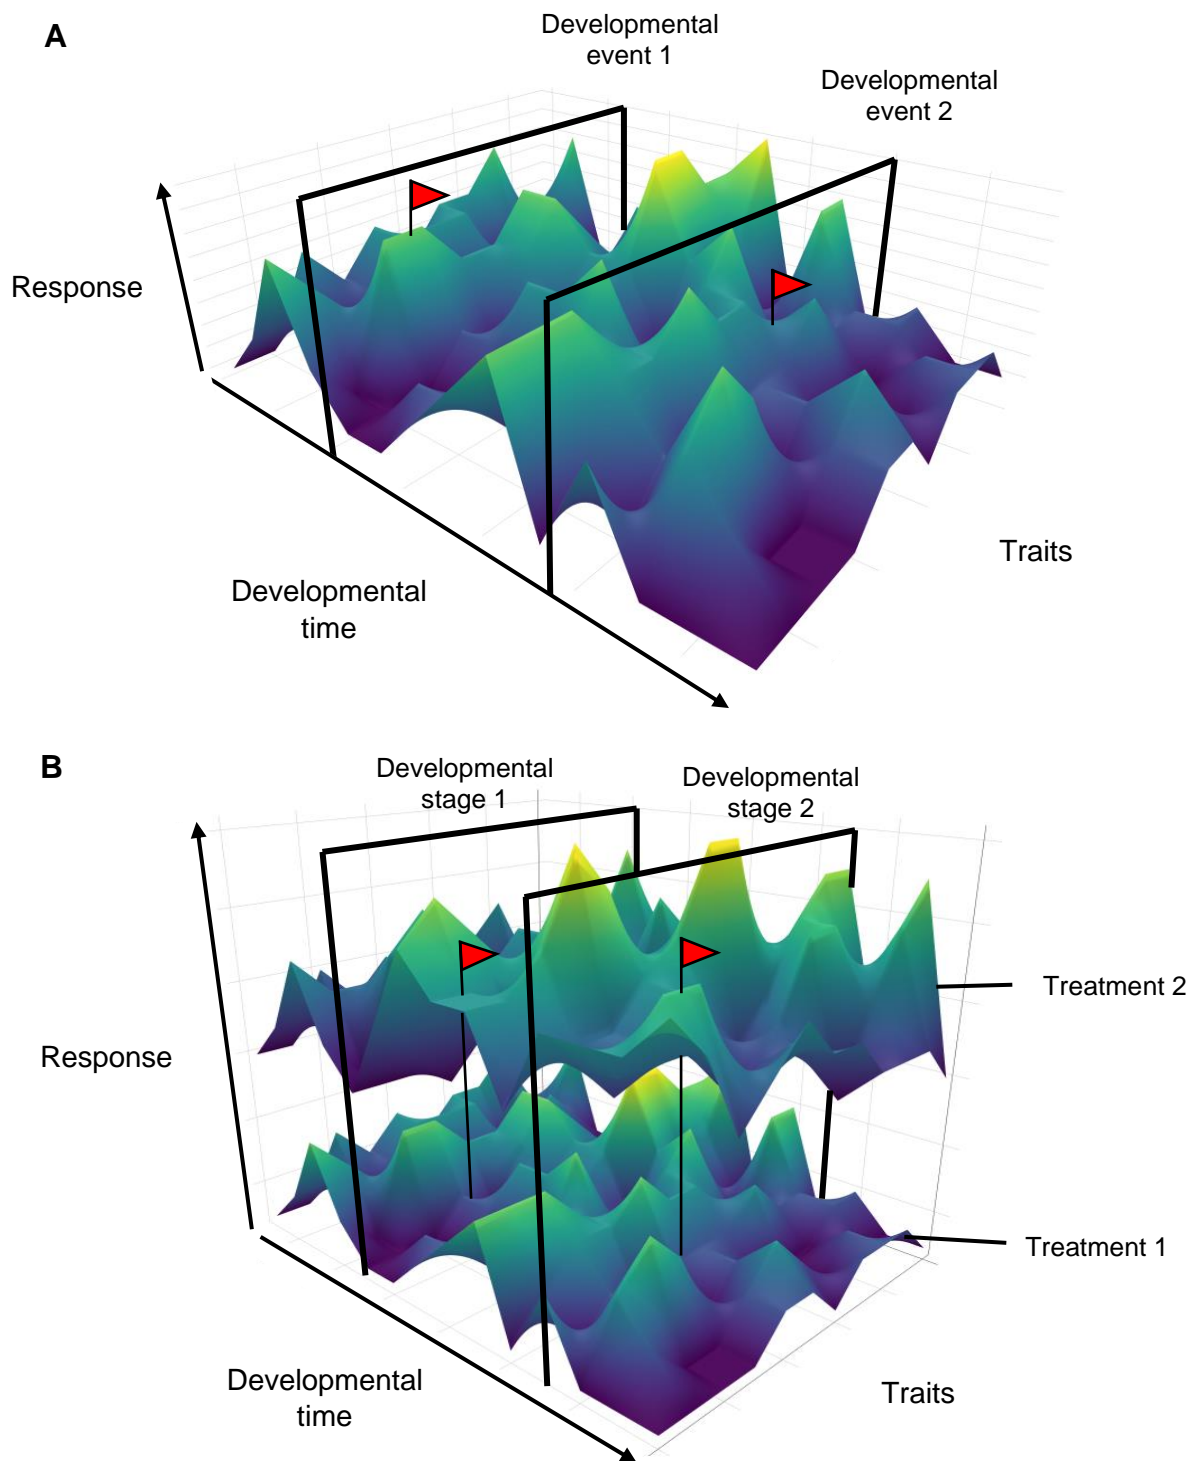 A
Developmental
event 1
Developmental
event 2
Response
Traits
Developmental
time
B
Developmental
stage 1
Developmental
stage 2
Treatment 2
Response
Treatment 1
Developmental
time
Traits